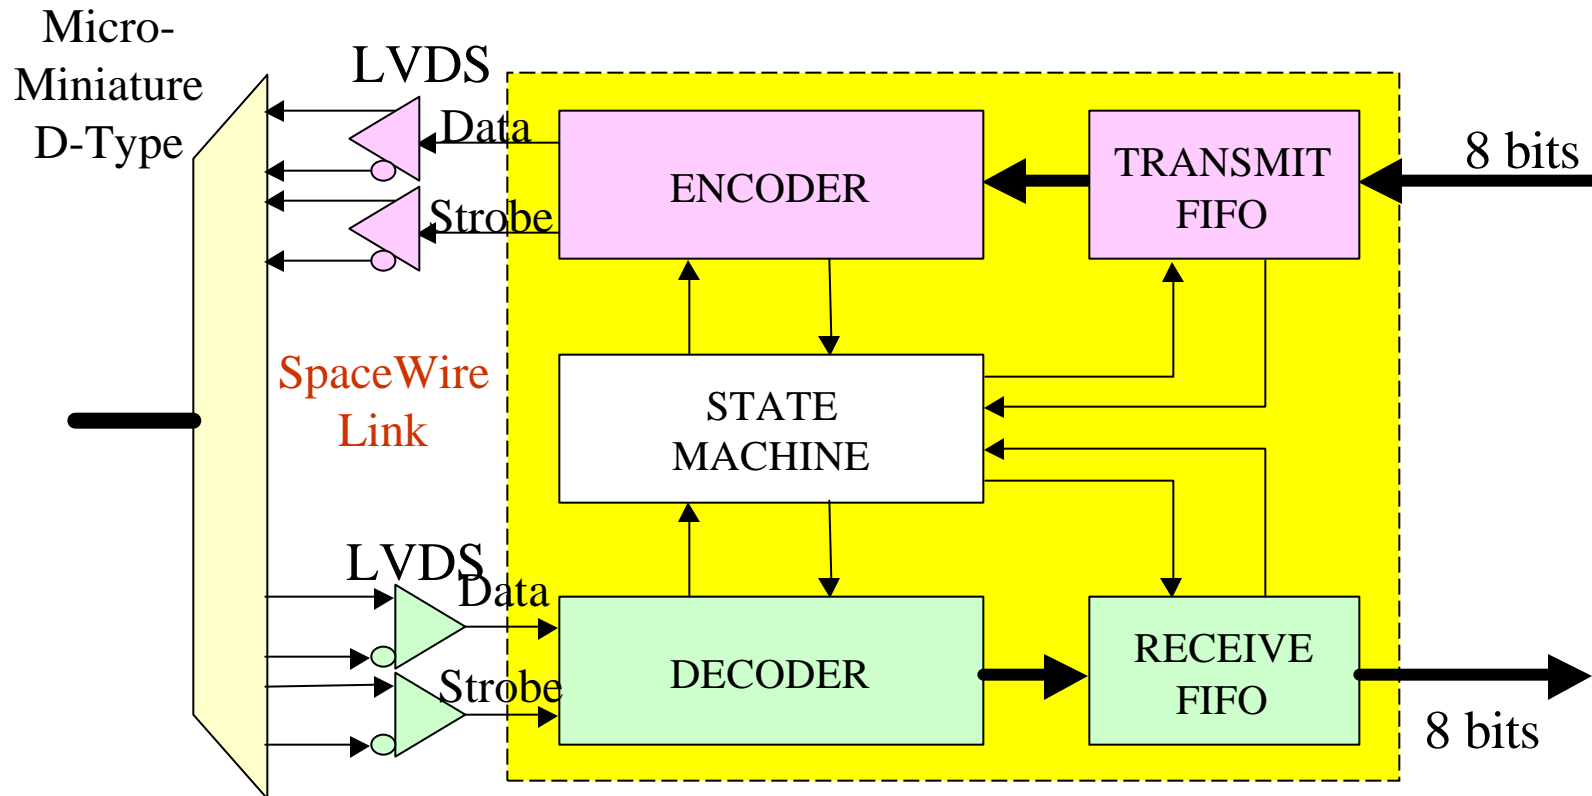 Micro-
Miniature
D-Type
LVDS
Data
Strobe
ENCODER
TRANSMIT
FIFO
8 bits
SpaceWire
Link
STATE
MACHINE
LVDS
Data
Strobe
DECODER
RECEIVE
FIFO
8 bits